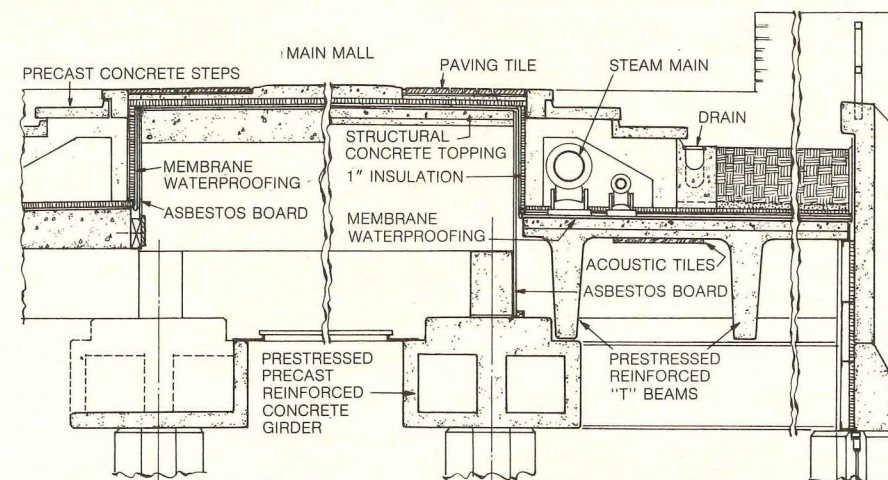 MAIN MALL
PRECAST CONCRETE STEPS
PAVING TILE
STEAM MAIN
DRAIN
STRUCTURAL
CONCRETE TOPPING
1" INSULATION
MEMBRANE
WATERPROOFING
ASBESTOS BOARD
MEMBRANE
WATERPROOFING
ACOUSTIC TILES
ASBESTOS BOARD
PRESTRESSED
PRECAST
REINFORCED
CONCRETE
GIRDER
PRESTRESSED
REINFORCED
"T" BEAMS